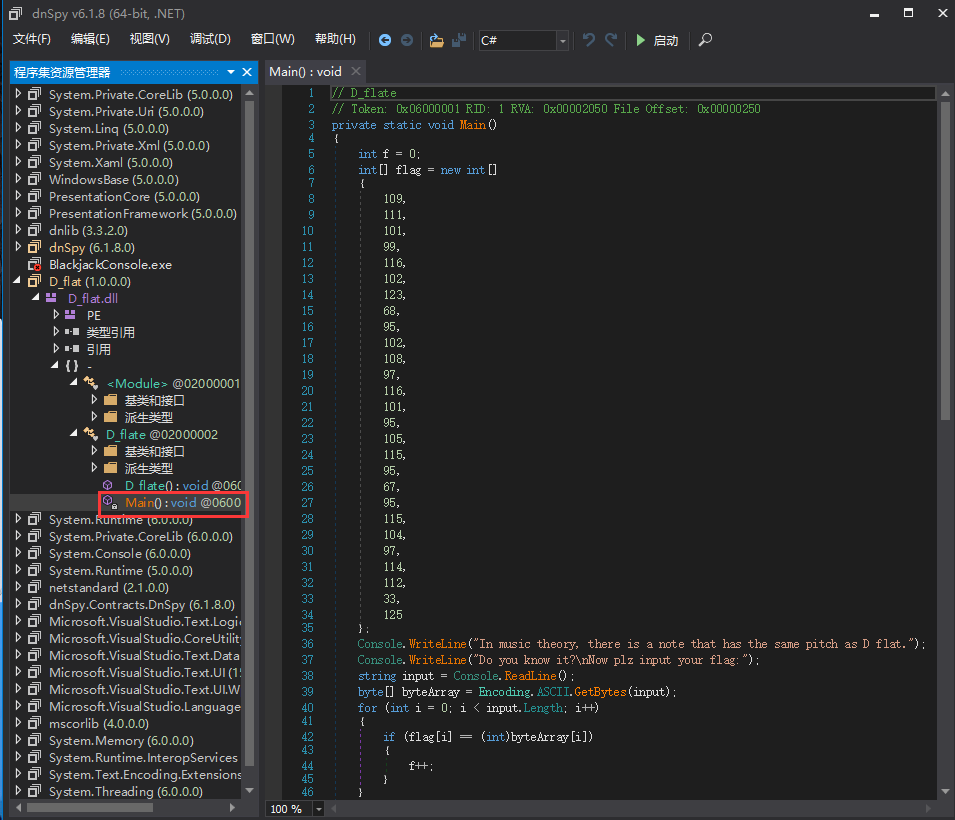 dnSpy v6.1.8 (64-bit, .NET)
文件(F) 编辑(E) 视图(V) 调试(D) 窗口(W) 帮助(H) C# 启动
程序集资源管理器
System.Private.CoreLib (5.0.0.0)
System.Private.Uri (5.0.0.0)
System.Linq (5.0.0.0)
System.Private.Xml (5.0.0.0)
System.Xaml (5.0.0.0)
WindowsBase (5.0.0.0)
PresentationCore (5.0.0.0)
PresentationFramework (5.0.0.0)
dnlib (3.3.2.0)
dnSpy (6.1.8.0)
BlackjackConsole.exe
D_flat (1.0.0.0)
D_flat.dll
PE
类型引用
引用
{ } -
<Module> @02000001
基类和接口
派生类型
D_flate @02000002
基类和接口
派生类型
D_flate() : void @060
Main() : void @0600
System.Runtime (6.0.0.0)
System.Private.CoreLib (6.0.0.0)
System.Console (6.0.0.0)
System.Runtime (5.0.0.0)
netstandard (2.1.0.0)
dnSpy.Contracts.DnSpy (6.1.8.0)
Microsoft.VisualStudio.Text.Logic
Microsoft.VisualStudio.CoreUtility
Microsoft.VisualStudio.Text.Data
Microsoft.VisualStudio.Text.UI (15
Microsoft.VisualStudio.Text.UI.W
Microsoft.VisualStudio.Language
mscorlib (4.0.0.0)
System.Memory (6.0.0.0)
System.Runtime.InteropServices
System.Text.Encoding.Extensions
System.Threading (6.0.0.0)
Main() : void
1 // D_flate
2 // Token: 0x06000001 RID: 1 RVA: 0x00002050 File Offset: 0x00000250
3 private static void Main()
4 {
5 int f = 0;
6 int[] flag = new int[]
7 {
8 109,
9 111,
10 101,
11 99,
12 116,
13 102,
14 123,
15 68,
16 95,
17 102,
18 108,
19 97,
20 116,
21 101,
22 95,
23 105,
24 115,
25 95,
26 67,
27 95,
28 115,
29 104,
30 97,
31 114,
32 112,
33 33,
34 125
35 };
36 Console.WriteLine("In music theory, there is a note that has the same pitch as D flat.");
37 Console.WriteLine("Do you know it?\nNow plz input your flag:");
38 string input = Console.ReadLine();
39 byte[] byteArray = Encoding.ASCII.GetBytes(input);
40 for (int i = 0; i < input.Length; i++)
41 {
42 if (flag[i] == (int)byteArray[i])
43 {
44 f++;
45 }
46 }
100 %